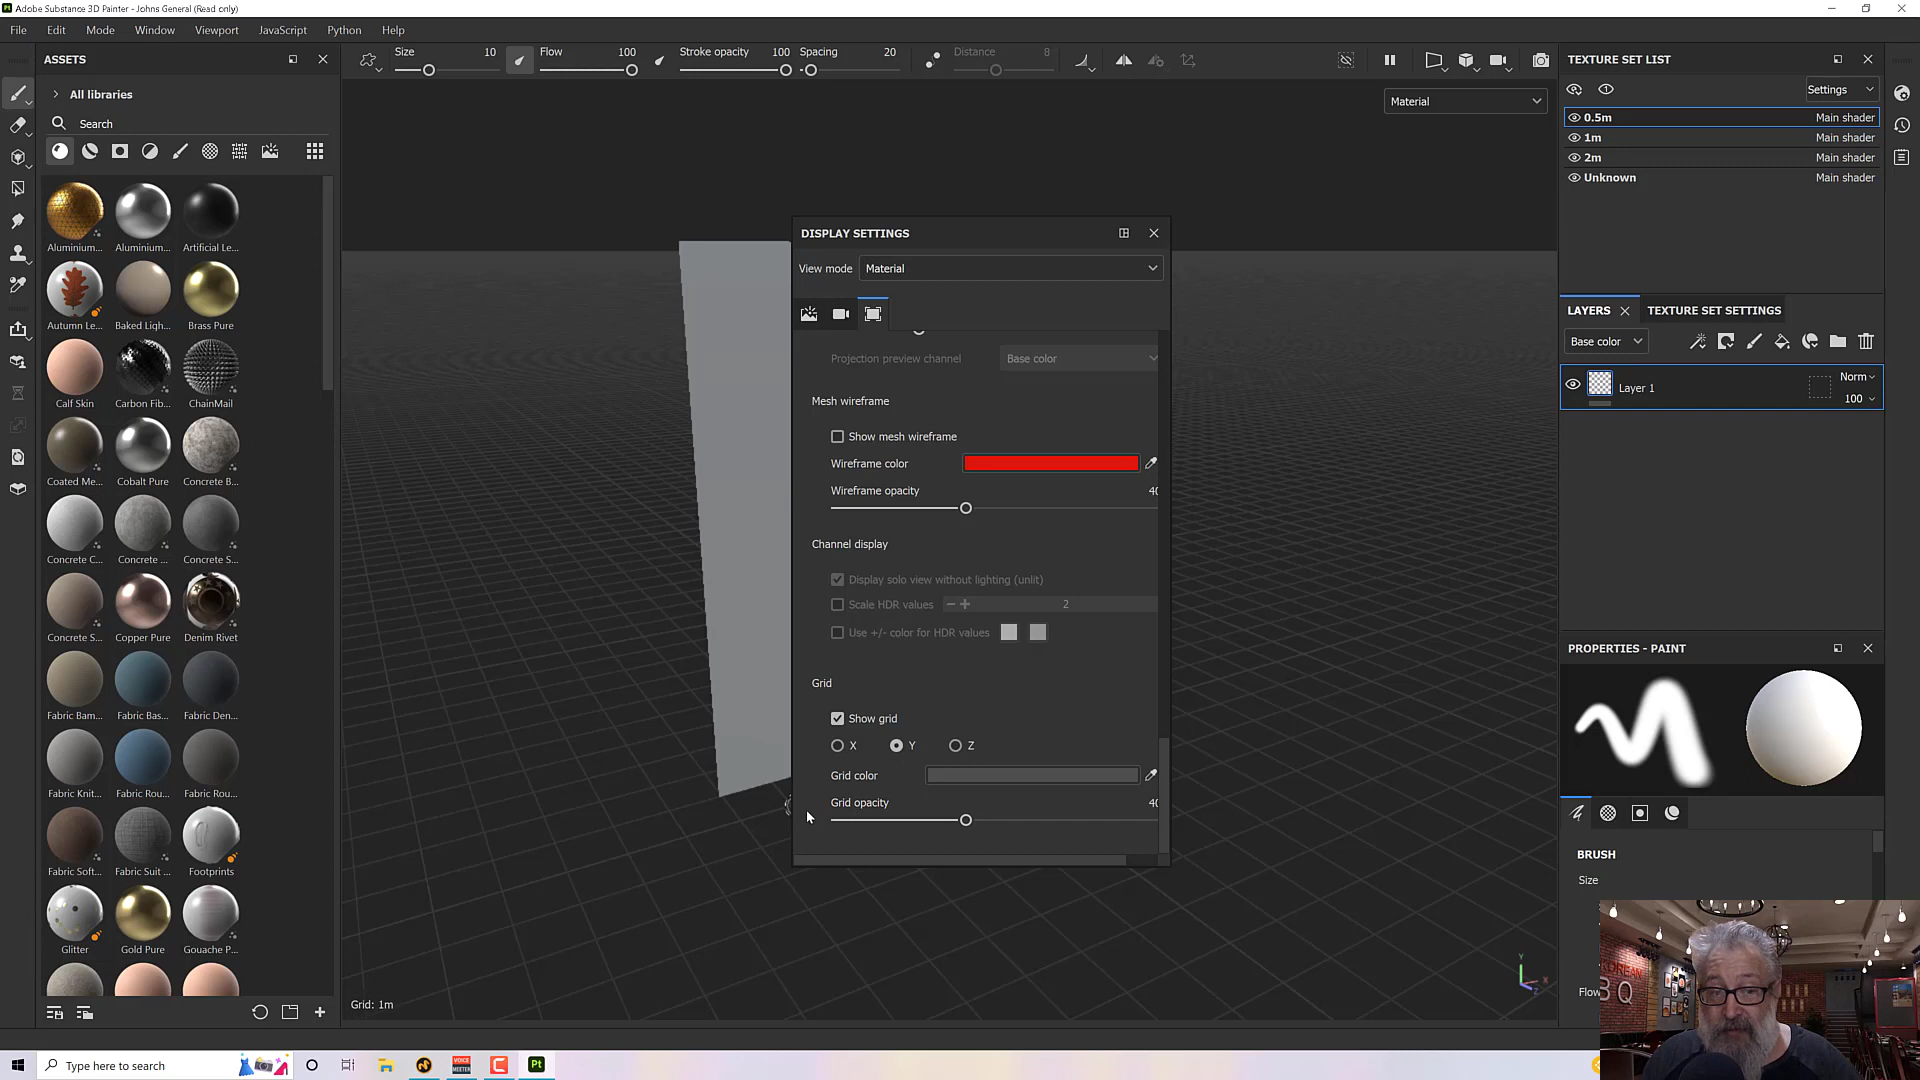 Adobe Substance 3D Painter - Johns General (Read only)
File Edit Mode Window Viewport JavaScript Python Help
ASSETS
All libraries
Search
Aluminium... Aluminium... Artificial Le...
Autumn Le... Baked Ligh... Brass Pure
Calf Skin Carbon Fib... ChainMail
Coated Me... Cobalt Pure Concrete B...
Concrete C... Concrete ... Concrete S...
Concrete S... Copper Pure Denim Rivet
Fabric Bam... Fabric Bas... Fabric Den...
Fabric Knit... Fabric Rou... Fabric Rou...
Fabric Soft... Fabric Suit ... Footprints
Glitter Gold Pure Gouache P...
Size 10 Flow 100 Stroke opacity 100 Spacing 20 Distance 8
Material
DISPLAY SETTINGS
View mode Material
Projection preview channel Base color
Mesh wireframe
Show mesh wireframe
Wireframe color
Wireframe opacity 40
Channel display
Display solo view without lighting (unlit)
Scale HDR values 2
Use +/- color for HDR values
Grid
Show grid
X Y Z
Grid color
Grid opacity 40
Grid: 1m
Y
X
Z
TEXTURE SET LIST
Settings
0.5m Main shader
1m Main shader
2m Main shader
Unknown Main shader
LAYERS TEXTURE SET SETTINGS
Base color
Layer 1 Norm
100
PROPERTIES - PAINT
BRUSH
Size
Flow
KOREAN
BQ
Type here to search
VOICE MEETER
Pt